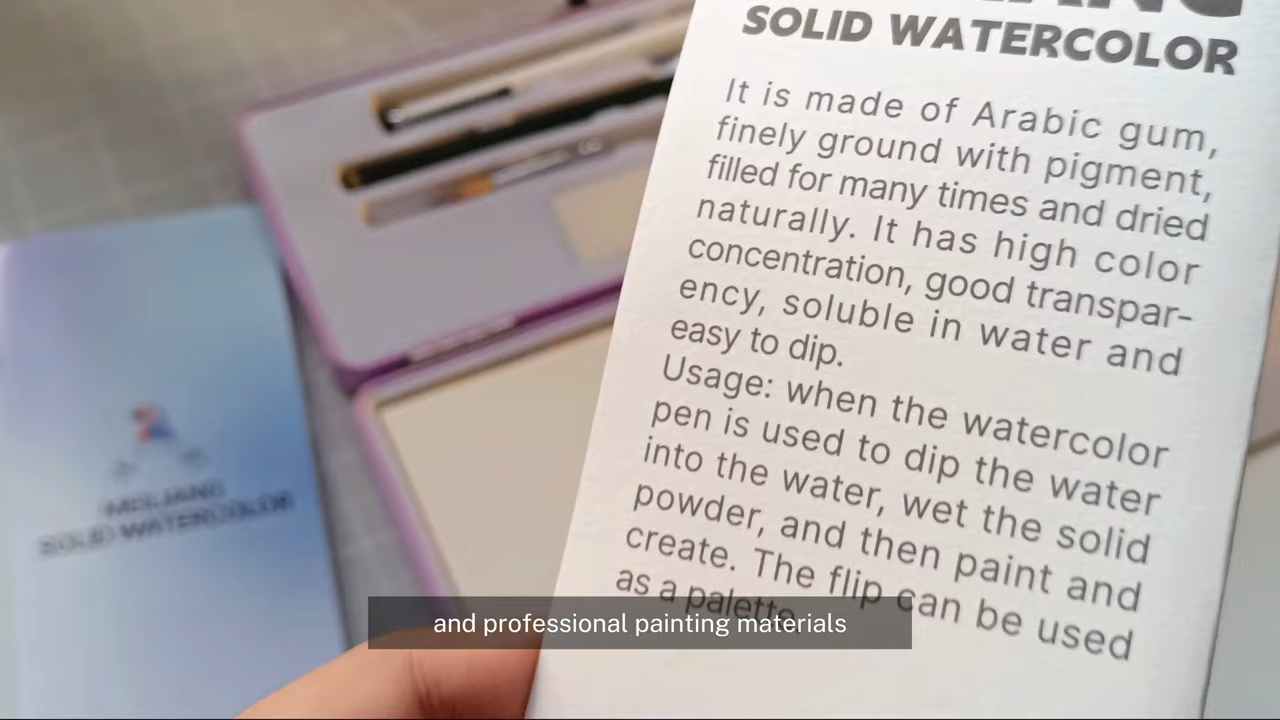 SOLID WATERCOLOR
It is made of Arabic gum,
finely ground with pigment,
filled for many times and dried
naturally. It has high color
concentration, good transpar-
ency, soluble in water and
easy to dip.
Usage: when the watercolor
pen is used to dip the water
into the water, wet the solid
powder, and then paint and
create. The flip can be used
as a palette.
MEILIANG
SOLID WATERCOLOR
and professional painting materials